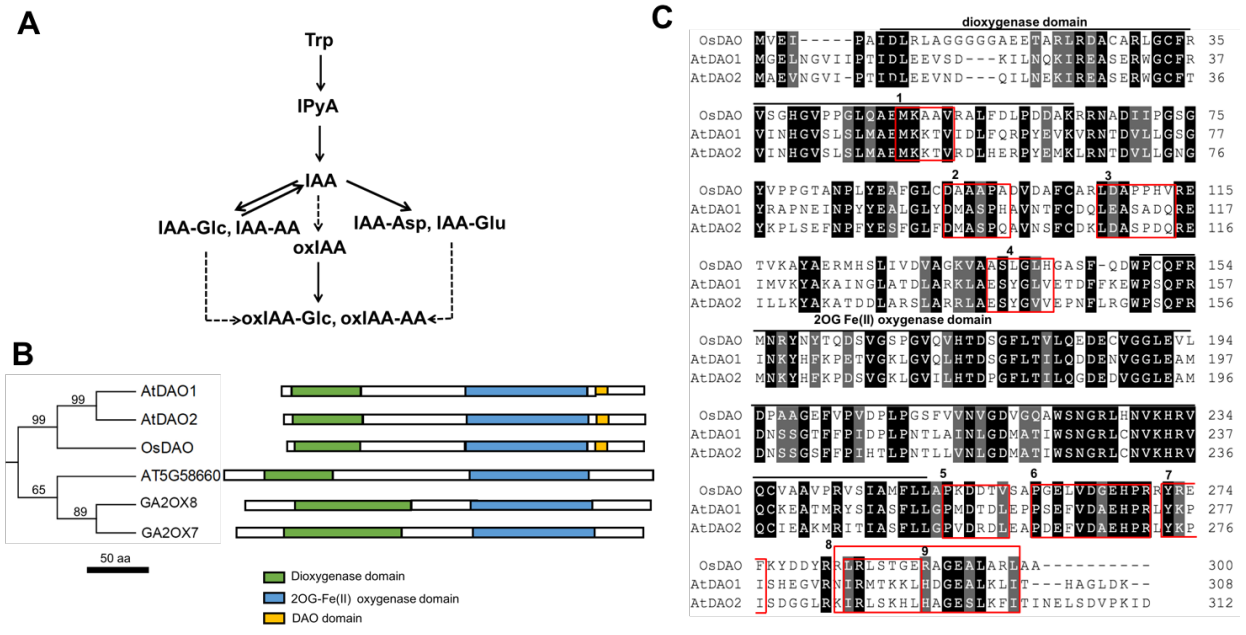 A
Trp
IPyA
IAA
IAA-Glc, IAA-AA
IAA-Asp, IAA-Glu
oxIAA
oxIAA-Glc, oxIAA-AA
B
AtDAO1
AtDAO2
OsDAO
AT5G58660
GA2OX8
GA2OX7
99
99
65
89
50 aa
Dioxygenase domain
2OG-Fe(II) oxygenase domain
DAO domain
C
dioxygenase domain
OsDAO MVEI-----PAIDLRLAGGGGGAEETARLRDACARLGCFR 35
AtDAO1 MGELNGVIIPTIDLEEVSD---KILNQKIREASERWGCFR 37
AtDAO2 MAEVNGVI-PTIDLEEVND---QILNEKIREASERWGCFT 36
1
OsDAO VSGHGVPPGLQAEMKAAVRALFDLPDDAKRRNADIIPGSG 75
AtDAO1 VINHGVSLSLMAEMKKTVIDLFQRPYEVKVRNTDVLLGSG 77
AtDAO2 VINHGVSLSLMAEMKKTVRDLHERPYEMKLRNTDVLLGNG 76
2 3
OsDAO YVPPGTANPLYEAFGLCDAAAPADVDAFCARLDAPPHVRE 115
AtDAO1 YRAPNEINPYYEALGLYDMASPHAVNTFCDQLEASADQRE 117
AtDAO2 YKPLSEFNPFYESFGLFDMASPQAVNSFCDKLDASPDQRE 116
4
OsDAO TVKAYAERMHSLIVDVAGKVAASLGLHGASF-QDWPCQFR 154
AtDAO1 IMVKYAKAINGLATDLARKLAESYGLVETDFFKEWPSQFR 157
AtDAO2 ILLKYAKATDDLARSLARRLAESYGVVEPNFLRGWPSQFR 156
2OG Fe(II) oxygenase domain
OsDAO MNRYNYTQDSVGSPGVQVHTDSGFLTVLQEDECVGGLEVL 194
AtDAO1 INKYHFKPETVGKLGVQLHTDSGFLTILQDDENVGGLEAM 197
AtDAO2 MNKYHFKPDSVGKLGVILHTDPGFLTILQGDEDVGGLEAM 196
OsDAO DPAAGEFVPVDPLPGSFVVNVGDVGQAWSNGRLHNVKHRV 234
AtDAO1 DNSSGTFFPIDPLPNTLAINLGDMATIWSNGRLCNVKHRV 237
AtDAO2 DNSSGTFFPIHTLPNTLLVNLGDMATIWSNGRLCNVKHRV 236
5 6 7
OsDAO QCVAAVPRVSIAMFLLAPKDDTVSAPGELVDGEHPRRYRE 274
AtDAO1 QCKEATMRYSIASFLLGPMDTDLEPPSEFVDAEHPRLYKP 277
AtDAO2 QCIEAKMRITIASFLLGPVDRDLEAPDEFVDAEHPRLYKP 276
8 9
OsDAO FKYDDYRRLRLSTGERAGEALARLAA--------- 300
AtDAO1 ISHEGVRNIRMTKKLHDGEALKLIT----HAGLDK-- 308
AtDAO2 ISDGGLRKIRLSKHLHAGESLKFITINELSDVPKID 312